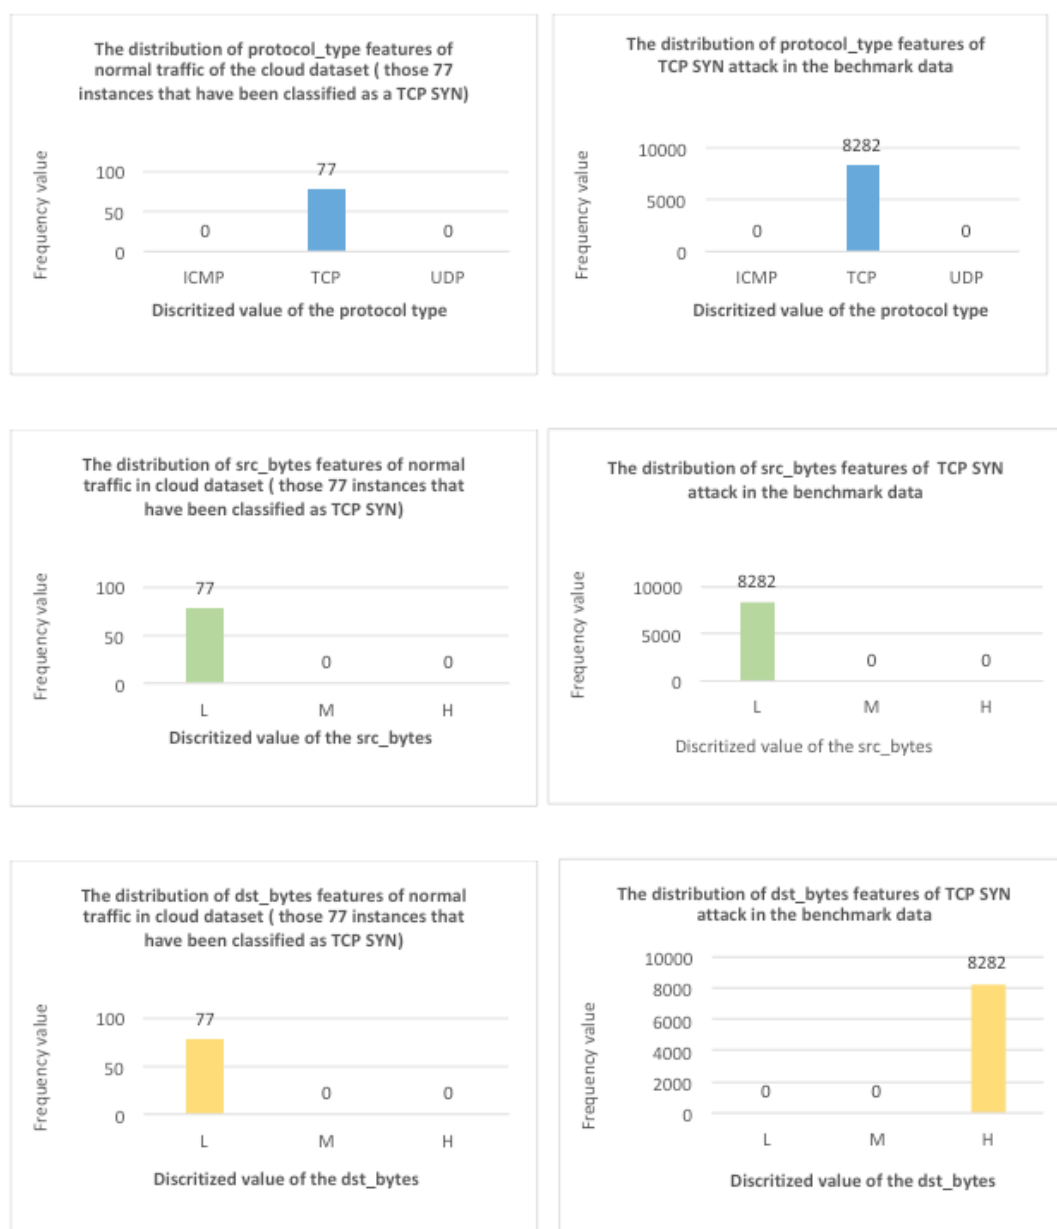 The distribution of protocol_type features of
normal traffic of the cloud dataset ( those 77
instances that have been classified as a TCP SYN)
Frequency value
100
50
0
0
77
0
ICMP
TCP
UDP
Discritized value of the protocol type
The distribution of protocol_type features of
TCP SYN attack in the bechmark data
Frequency value
10000
5000
0
0
8282
0
ICMP
TCP
UDP
Discritized value of the protocol type
The distribution of src_bytes features of normal
traffic in cloud dataset ( those 77 instances that
have been classified as TCP SYN)
Frequency value
100
50
0
77
0
0
L
M
H
Discritized value of the src_bytes
The distribution of src_bytes features of TCP SYN
attack in the benchmark data
Frequency value
10000
5000
0
8282
0
0
L
M
H
Discritized value of the src_bytes
The distribution of dst_bytes features of normal
traffic in cloud dataset ( those 77 instances that
have been classified as TCP SYN)
Frequency value
100
50
0
77
0
0
L
M
H
Discritized value of the dst_bytes
The distribution of dst_bytes features of TCP SYN
attack in the benchmark data
Frequency value
10000
8000
6000
4000
2000
0
0
0
8282
L
M
H
Discritized value of the dst_bytes